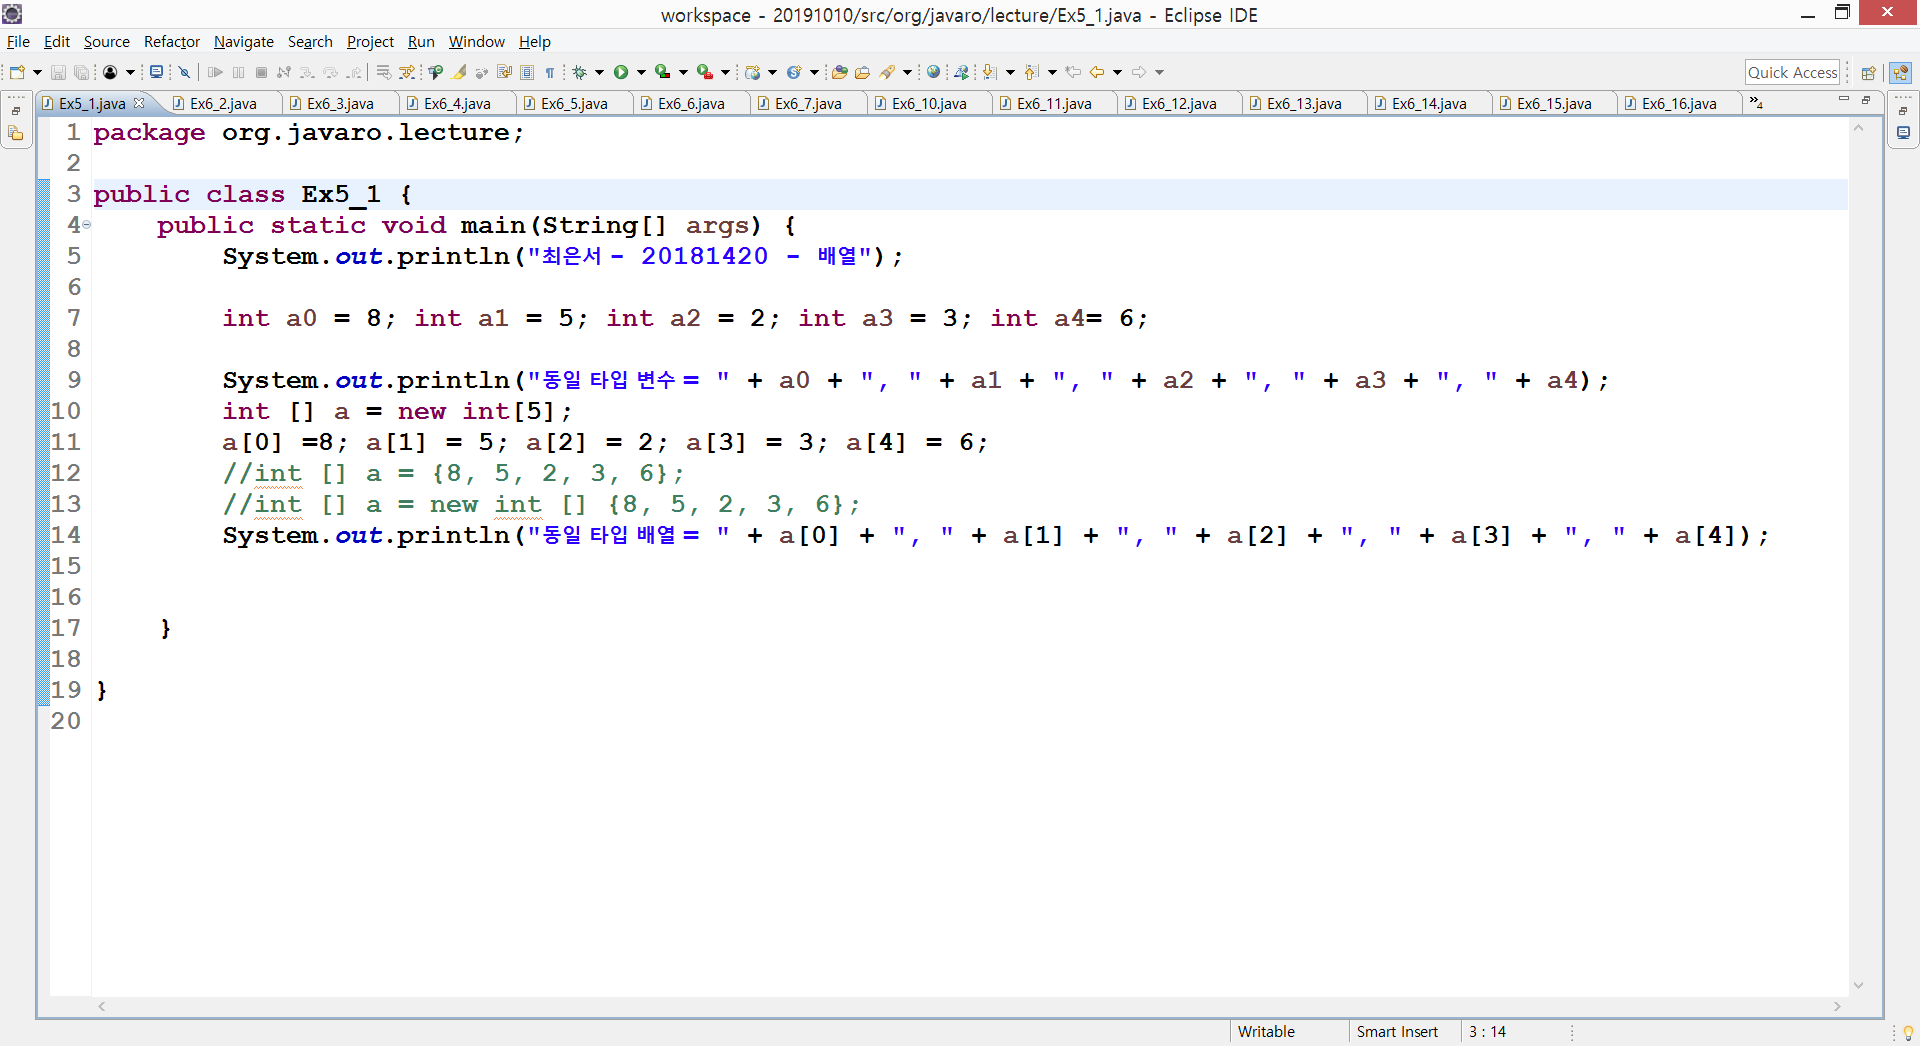 workspace - 20191010/src/org/javaro/lecture/Ex5_1.java - Eclipse IDE
File Edit Source Refactor Navigate Search Project Run Window Help
Quick Access
Ex5_1.java Ex6_2.java Ex6_3.java Ex6_4.java Ex6_5.java Ex6_6.java Ex6_7.java Ex6_10.java Ex6_11.java Ex6_12.java Ex6_13.java Ex6_14.java Ex6_15.java Ex6_16.java »4
1 package org.javaro.lecture;
2
3 public class Ex5_1 {
4 public static void main(String[] args) {
5 System.out.println("최은서 - 20181420 - 배열");
6
7 int a0 = 8; int a1 = 5; int a2 = 2; int a3 = 3; int a4= 6;
8
9 System.out.println("동일 타입 변수 = " + a0 + ", " + a1 + ", " + a2 + ", " + a3 + ", " + a4);
10 int [] a = new int[5];
11 a[0] =8; a[1] = 5; a[2] = 2; a[3] = 3; a[4] = 6;
12 //int [] a = {8, 5, 2, 3, 6};
13 //int [] a = new int [] {8, 5, 2, 3, 6};
14 System.out.println("동일 타입 배열 = " + a[0] + ", " + a[1] + ", " + a[2] + ", " + a[3] + ", " + a[4]);
15
16
17 }
18
19 }
20
Writable Smart Insert 3 : 14